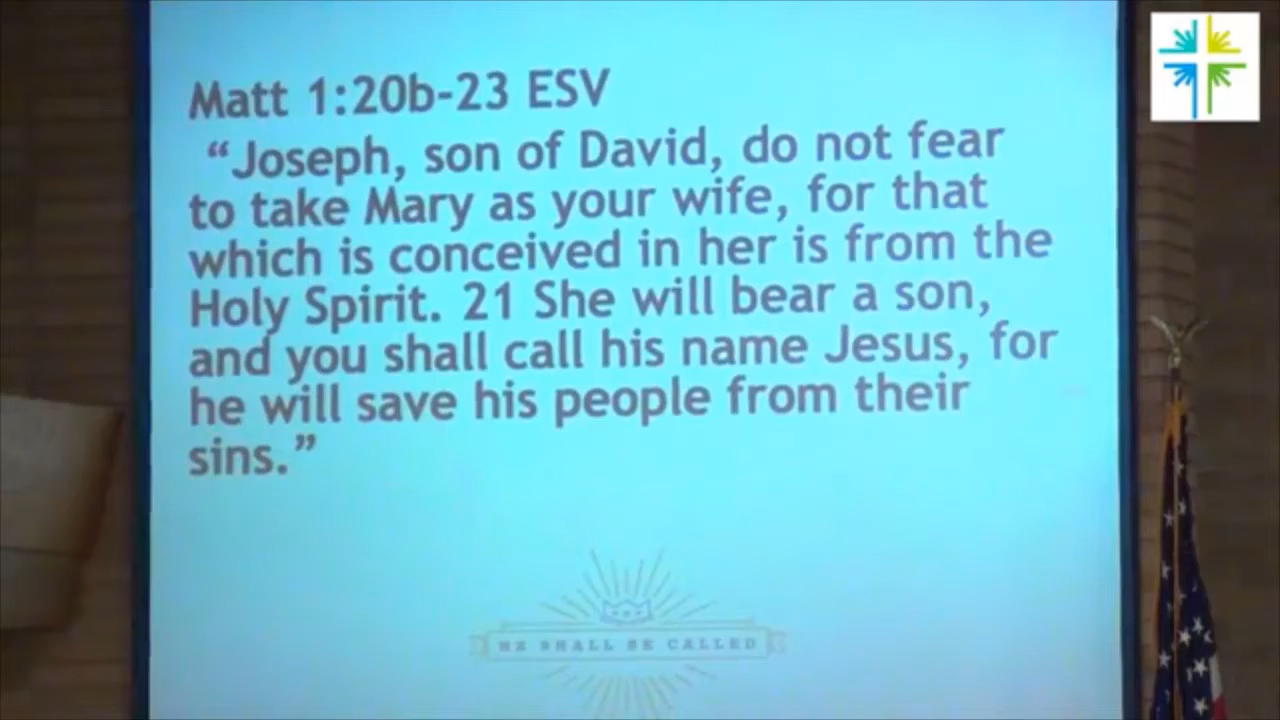 Matt 1:20b-23 ESV
“Joseph, son of David, do not fear
to take Mary as your wife, for that
which is conceived in her is from the
Holy Spirit. 21 She will bear a son,
and you shall call his name Jesus, for
he will save his people from their
sins.”
HE SHALL BE CALLED